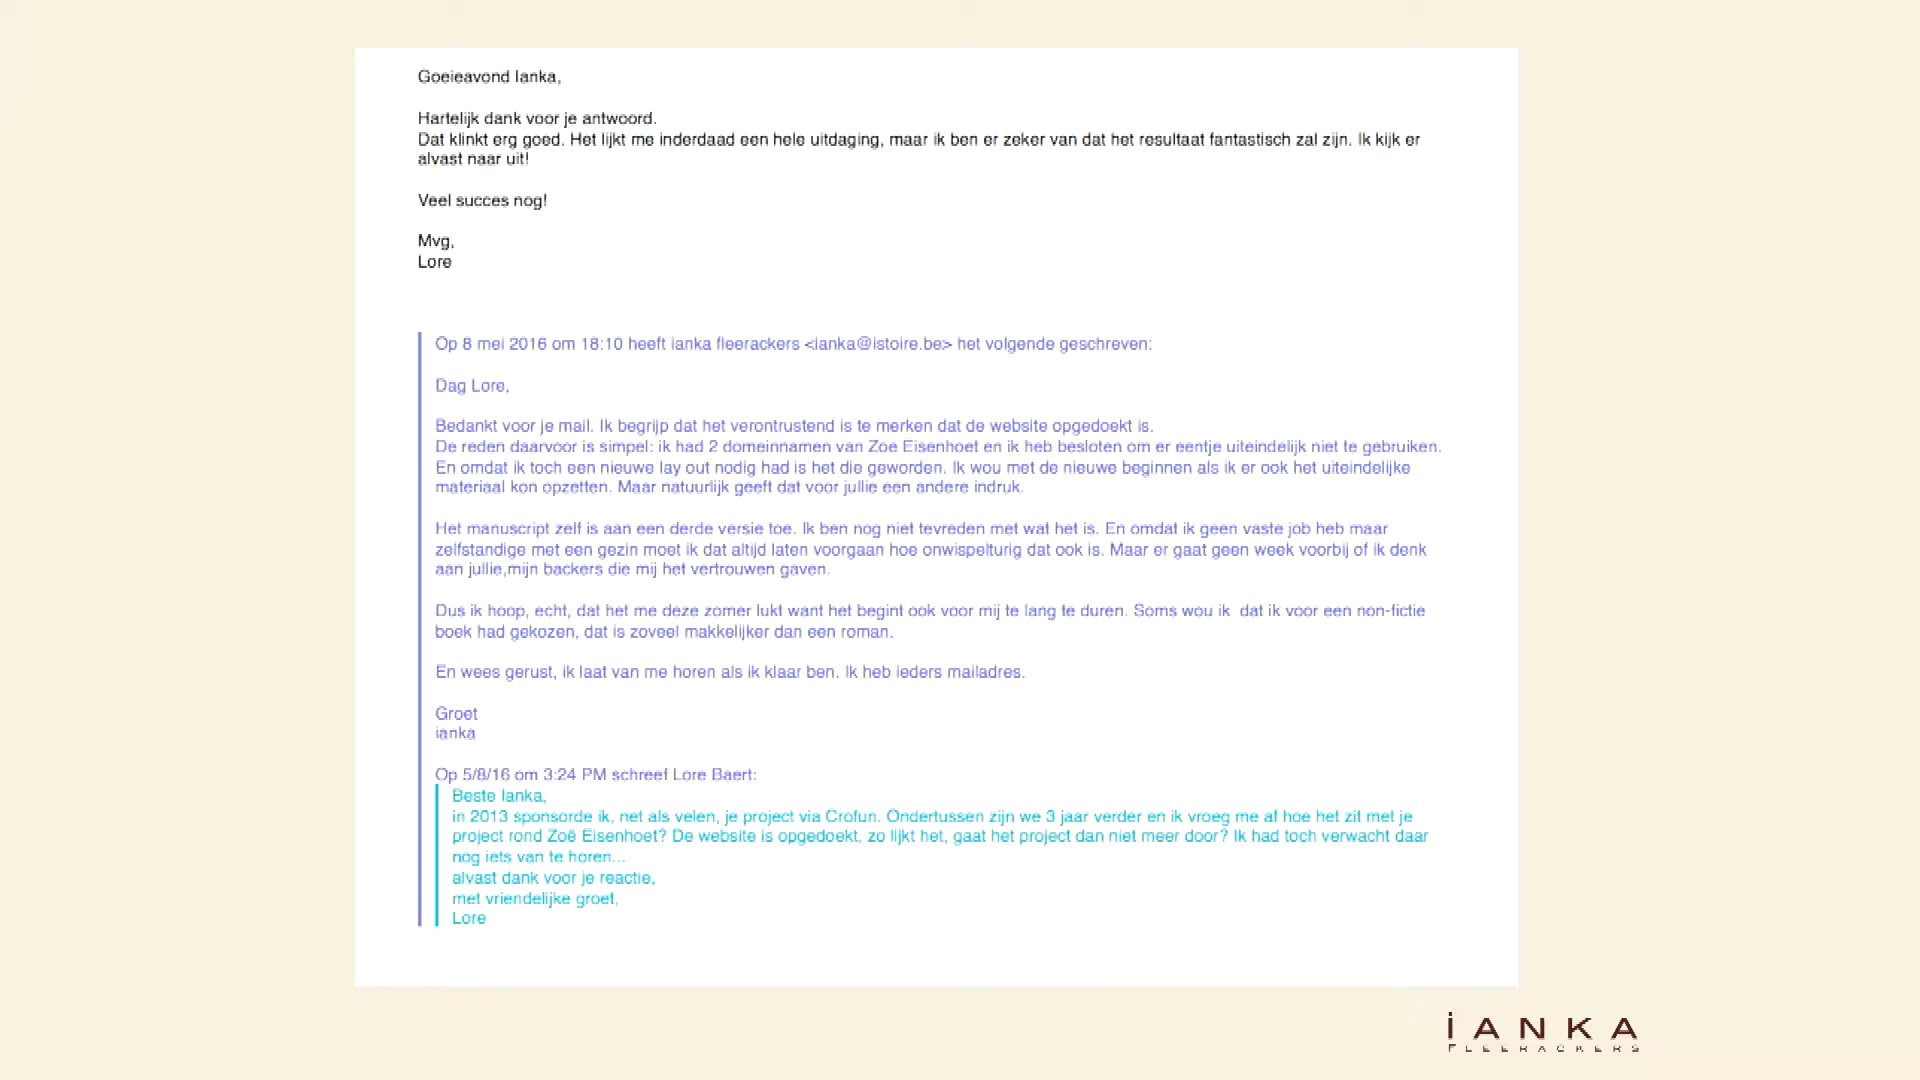 Goeieavond Ianka,
Hartelijk dank voor je antwoord.
Dat klinkt erg goed. Het lijkt me inderdaad een hele uitdaging, maar ik ben er zeker van dat het resultaat fantastisch zal zijn. Ik kijk er
alvast naar uit!
Veel succes nog!
Mvg,
Lore
Op 8 mei 2016 om 18:10 heeft ianka fleerackers <ianka@istoire.be> het volgende geschreven:
Dag Lore,
Bedankt voor je mail. Ik begrijp dat het verontrustend is te merken dat de website opgedoekt is.
De reden daarvoor is simpel: ik had 2 domeinnamen van Zoe Eisenhoet en ik heb besloten om er eentje uiteindelijk niet te gebruiken.
En omdat ik toch een nieuwe lay out nodig had is het die geworden. Ik wou met de nieuwe beginnen als ik er ook het uiteindelijke
materiaal kon opzetten. Maar natuurlijk geeft dat voor jullie een andere indruk.
Het manuscript zelf is aan een derde versie toe. Ik ben nog niet tevreden met wat het is. En omdat ik geen vaste job heb maar
zelfstandige met een gezin moet ik dat altijd laten voorgaan hoe onwispelturig dat ook is. Maar er gaat geen week voorbij of ik denk
aan jullie,mijn backers die mij het vertrouwen gaven.
Dus ik hoop, echt, dat het me deze zomer lukt want het begint ook voor mij te lang te duren. Soms wou ik dat ik voor een non-fictie
boek had gekozen, dat is zoveel makkelijker dan een roman.
En wees gerust, ik laat van me horen als ik klaar ben. Ik heb ieders mailadres.
Groet
ianka
Op 5/8/16 om 3:24 PM schreef Lore Baert:
Beste Ianka,
in 2013 sponsorde ik, net als velen, je project via Crofun. Ondertussen zijn we 3 jaar verder en ik vroeg me af hoe het zit met je
project rond Zoë Eisenhoet? De website is opgedoekt, zo lijkt het, gaat het project dan niet meer door? Ik had toch verwacht daar
nog iets van te horen...
alvast dank voor je reactie,
met vriendelijke groet,
Lore
iANKA
FLEERACKERS